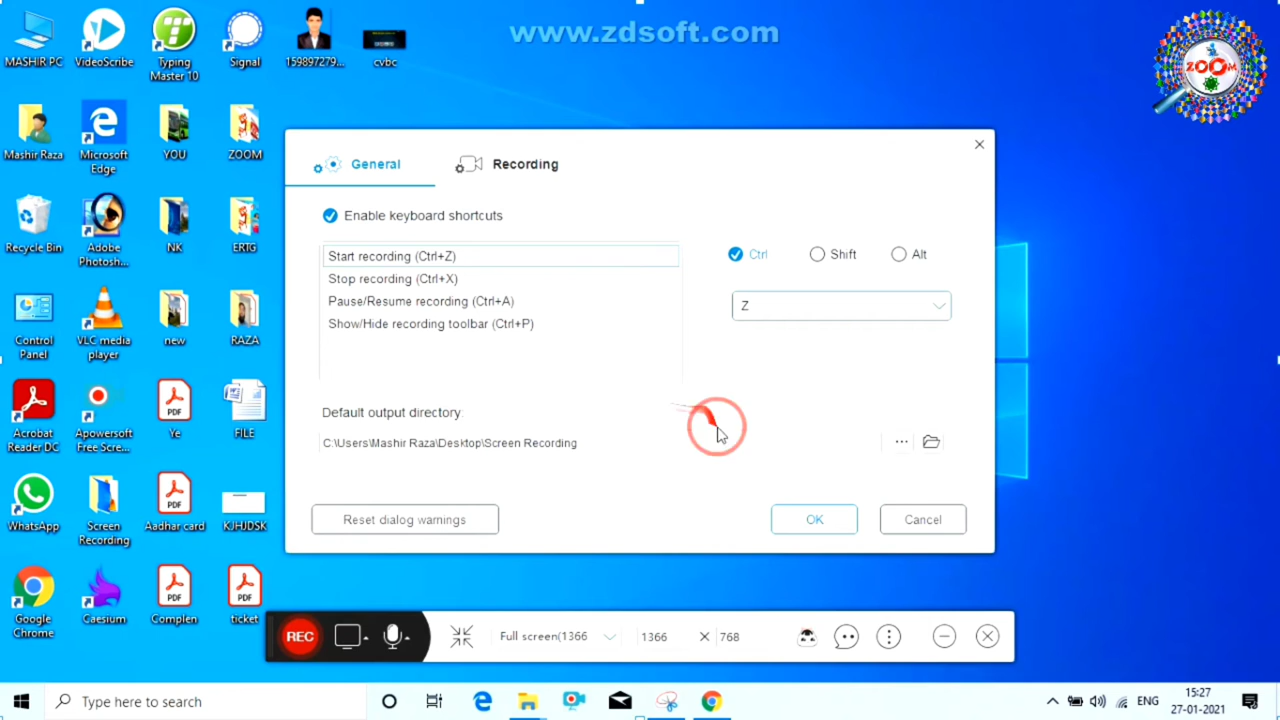 www.zdsoft.com
ZOOM
MASHIR PC
VideoScribe
Typing
Master 10
Signal
159897279...
cvbc
Mashir Raza
Microsoft
Edge
YOU
ZOOM
Recycle Bin
Adobe
Photosh...
NK
ERTG
Control
Panel
VLC media
player
new
RAZA
Acrobat
Reader DC
Apowersoft
Free Scre...
PDF
Ye
FILE
WhatsApp
Screen
Recording
PDF
Aadhar card
KJHJDSK
Google
Chrome
Caesium
PDF
Complen
PDF
ticket
General
Recording
Enable keyboard shortcuts
Start recording (Ctrl+Z)
Stop recording (Ctrl+X)
Pause/Resume recording (Ctrl+A)
Show/Hide recording toolbar (Ctrl+P)
Ctrl
Shift
Alt
Z
Default output directory:
C:\Users\Mashir Raza\Desktop\Screen Recording
...
Reset dialog warnings
OK
Cancel
REC
Full screen(1366
1366
768
Type here to search
ENG
15:27
27-01-2021